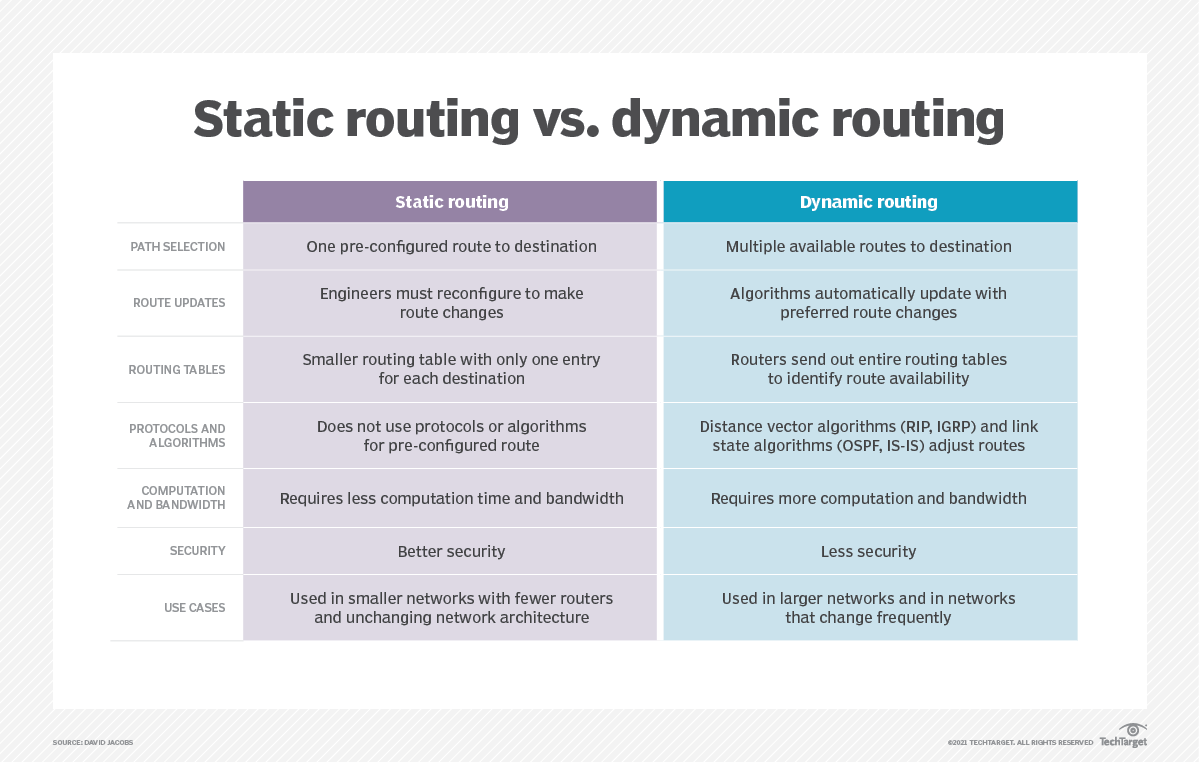 Static routing vs. dynamic routing
Static routing
Dynamic routing
PATH SELECTION
One pre-configured route to destination
Multiple available routes to destination
ROUTE UPDATES
Engineers must reconfigure to make
route changes
Algorithms automatically update with
preferred route changes
ROUTING TABLES
Smaller routing table with only one entry
for each destination
Routers send out entire routing tables
to identify route availability
PROTOCOLS AND
ALGORITHMS
Does not use protocols or algorithms
for pre-configured route
Distance vector algorithms (RIP, IGRP) and link
state algorithms (OSPF, IS-IS) adjust routes
COMPUTATION
AND BANDWIDTH
Requires less computation time and bandwidth
Requires more computation and bandwidth
SECURITY
Better security
Less security
USE CASES
Used in smaller networks with fewer routers
and unchanging network architecture
Used in larger networks and in networks
that change frequently
SOURCE: DAVID JACOBS
©2021 TECHTARGET. ALL RIGHTS RESERVED
TechTarget